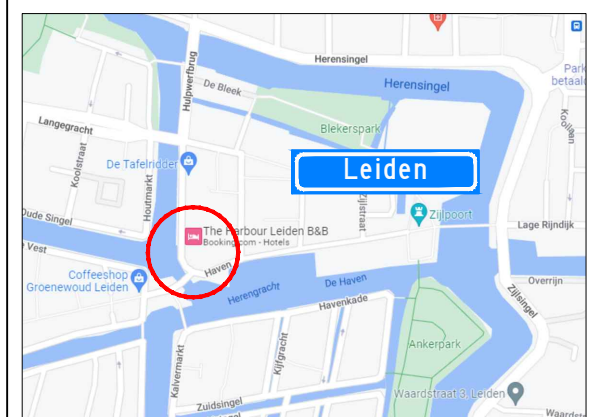 Herensingel
Park
betaald
Hulpwerfbrug
De Bleek
Herensingel
Langegracht
Blekerspark
Kooilaan
Koolstraat
De Tafelridder
Leiden
Houtmarkt
Zijlstraat
Zijlpoort
Oude Singel
The Harbour Leiden B&B
Booking.com - Hotels
Lage Rijndijk
Vest
Haven
Coffeeshop
Groenewoud Leiden
De Haven
Overrijn
Herengracht
Havenkade
Zijlsingel
Ankerpark
Kijfgracht
Kalvermarkt
Zuidsingel
Waardstraat 3, Leiden